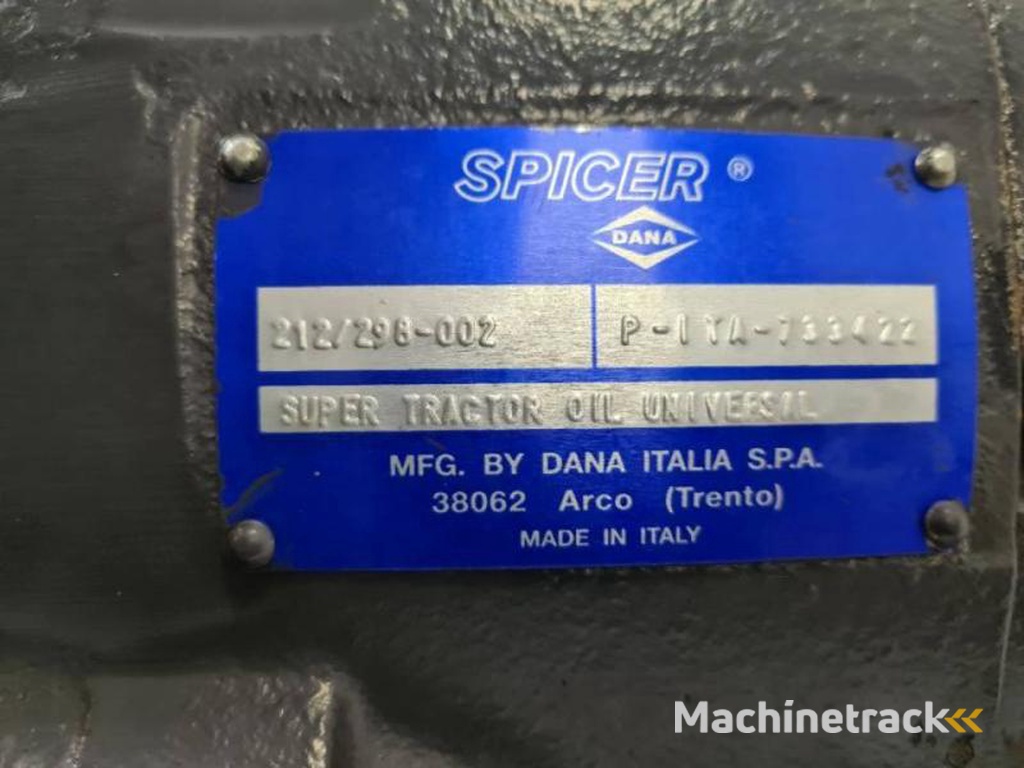 SPICER ®
DANA
212/298-002 P-ITA-733422
SUPER TRACTOR OIL UNIVERSAL
MFG. BY DANA ITALIA S.P.A.
38062 Arco (Trento)
MADE IN ITALY
Machinetrack